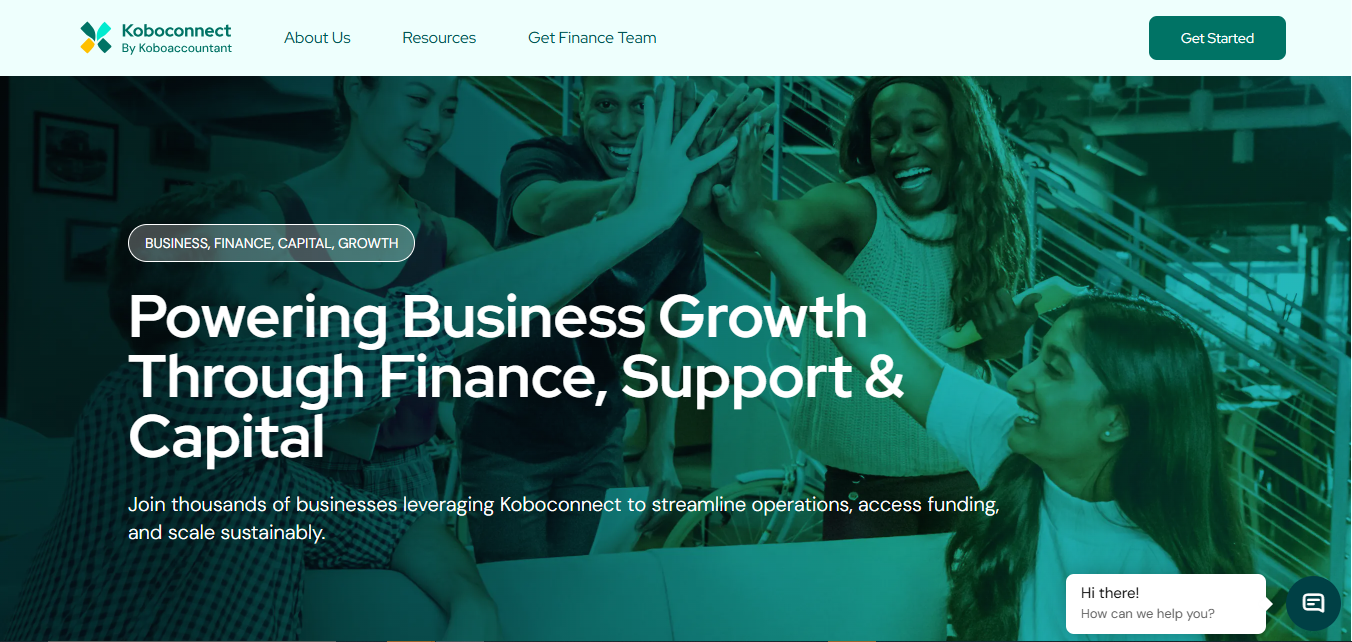 Koboconnect
By Koboaccountant
About Us
Resources
Get Finance Team
Get Started
BUSINESS, FINANCE, CAPITAL, GROWTH
Powering Business Growth
Through Finance, Support &
Capital
Join thousands of businesses leveraging Koboconnect to streamline operations, access funding,
and scale sustainably.
Hi there!
How can we help you?